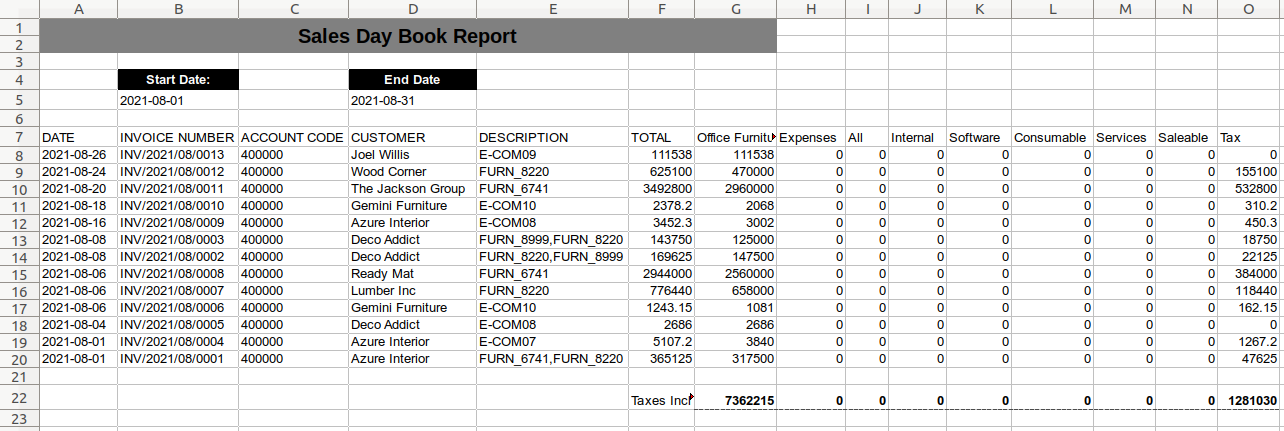 A B C D E F G H I J K L M N O
1 Sales Day Book Report
2
3
4 Start Date: End Date
5 2021-08-01 2021-08-31
6
7 DATE INVOICE NUMBER ACCOUNT CODE CUSTOMER DESCRIPTION TOTAL Office Furnitu Expenses All Internal Software Consumable Services Saleable Tax
8 2021-08-26 INV/2021/08/0013 400000 Joel Willis E-COM09 111538 111538 0 0 0 0 0 0 0 0
9 2021-08-24 INV/2021/08/0012 400000 Wood Corner FURN_8220 625100 470000 0 0 0 0 0 0 0 155100
10 2021-08-20 INV/2021/08/0011 400000 The Jackson Group FURN_6741 3492800 2960000 0 0 0 0 0 0 0 532800
11 2021-08-18 INV/2021/08/0010 400000 Gemini Furniture E-COM10 2378.2 2068 0 0 0 0 0 0 0 310.2
12 2021-08-16 INV/2021/08/0009 400000 Azure Interior E-COM08 3452.3 3002 0 0 0 0 0 0 0 450.3
13 2021-08-08 INV/2021/08/0003 400000 Deco Addict FURN_8999,FURN_8220 143750 125000 0 0 0 0 0 0 0 18750
14 2021-08-08 INV/2021/08/0002 400000 Deco Addict FURN_8220,FURN_8999 169625 147500 0 0 0 0 0 0 0 22125
15 2021-08-06 INV/2021/08/0008 400000 Ready Mat FURN_6741 2944000 2560000 0 0 0 0 0 0 0 384000
16 2021-08-06 INV/2021/08/0007 400000 Lumber Inc FURN_8220 776440 658000 0 0 0 0 0 0 0 118440
17 2021-08-06 INV/2021/08/0006 400000 Gemini Furniture E-COM10 1243.15 1081 0 0 0 0 0 0 0 162.15
18 2021-08-04 INV/2021/08/0005 400000 Deco Addict E-COM08 2686 2686 0 0 0 0 0 0 0 0
19 2021-08-01 INV/2021/08/0004 400000 Azure Interior E-COM07 5107.2 3840 0 0 0 0 0 0 0 1267.2
20 2021-08-01 INV/2021/08/0001 400000 Azure Interior FURN_6741,FURN_8220 365125 317500 0 0 0 0 0 0 0 47625
21
22 Taxes Incl 7362215 0 0 0 0 0 0 0 1281030
23